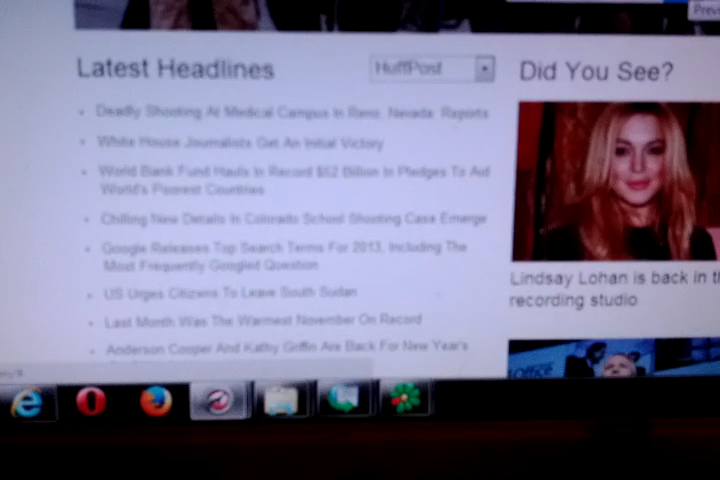 Prev
Latest Headlines
HuffPost
Did You See?
Deadly Shooting At Medical Campus In Reno, Nevada: Reports
White House Journalists Get An Initial Victory
World Bank Fund Hauls In Record $52 Billion In Pledges To Aid
World's Poorest Countries
Chilling New Details In Colorado School Shooting Case Emerge
Google Releases Top Search Terms For 2013, Including The
Most Frequently Googled Question
US Urges Citizens To Leave South Sudan
Last Month Was The Warmest November On Record
Anderson Cooper And Kathy Griffin Are Back For New Year's
Lindsay Lohan is back in
recording studio
Office